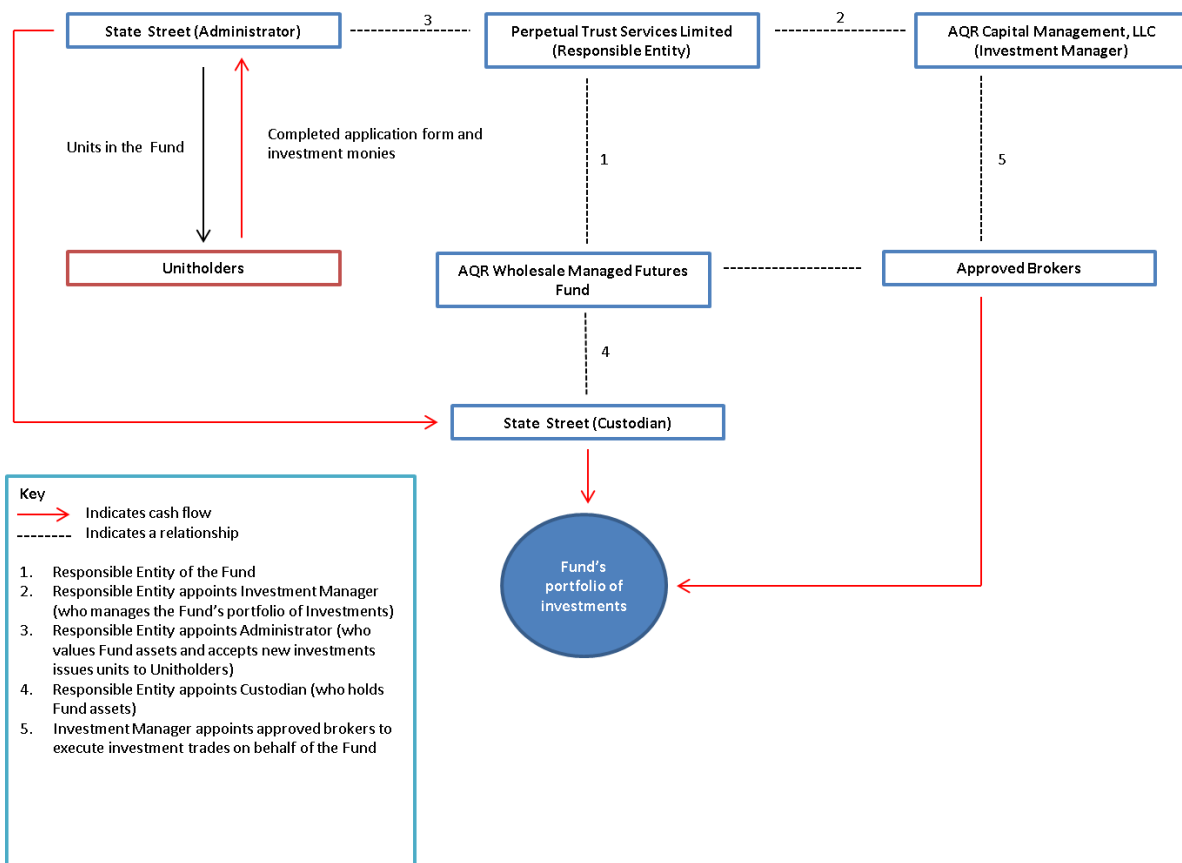 State Street (Administrator)
3
Perpetual Trust Services Limited
(Responsible Entity)
2
AQR Capital Management, LLC
(Investment Manager)
Units in the Fund
Completed application form and
investment monies
1
5
Unitholders
AQR Wholesale Managed Futures
Fund
Approved Brokers
4
State Street (Custodian)
Key
Indicates cash flow
Indicates a relationship
1. Responsible Entity of the Fund
2. Responsible Entity appoints Investment Manager
(who manages the Fund's portfolio of Investments)
3. Responsible Entity appoints Administrator (who
values Fund assets and accepts new investments
issues units to Unitholders)
4. Responsible Entity appoints Custodian (who holds
Fund assets)
5. Investment Manager appoints approved brokers to
execute investment trades on behalf of the Fund
Fund's
portfolio of
investments